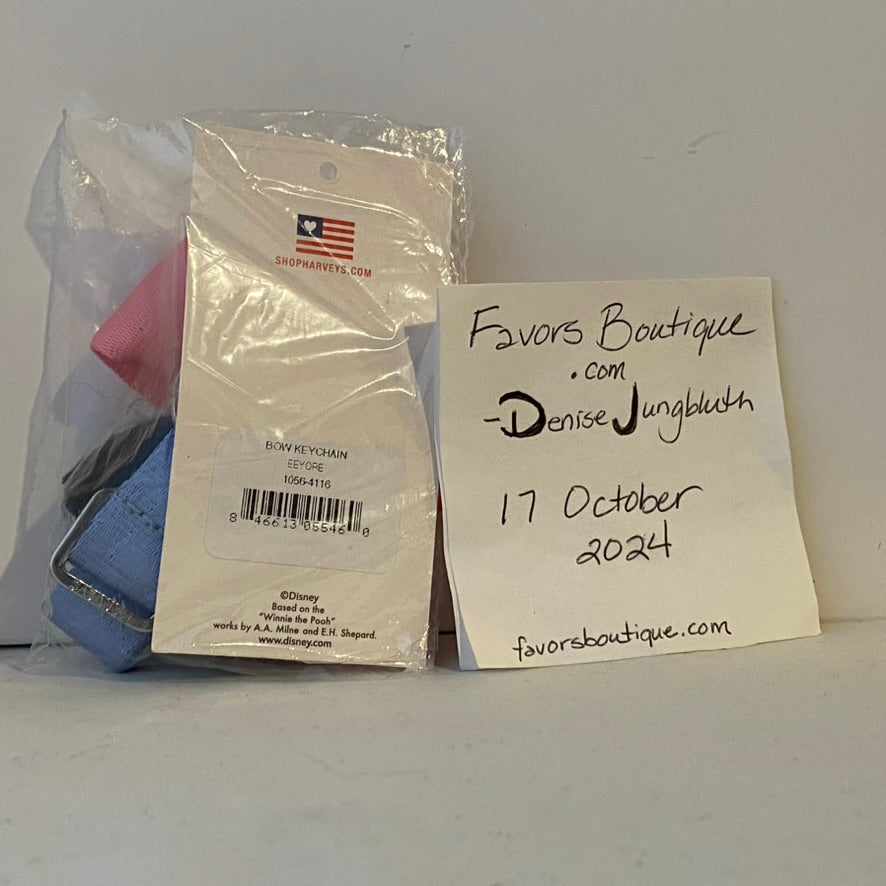 SHOPHARVEYS.COM
BOW KEYCHAIN
EEYORE
1056-4116
8 46613 05546 0
©Disney
Based on the
"Winnie the Pooh"
works by A.A. Milne and E.H. Shepard.
www.disney.com
Favors Boutique
.com
-Denise Jungbluth
17 October
2024
favorsboutique.com